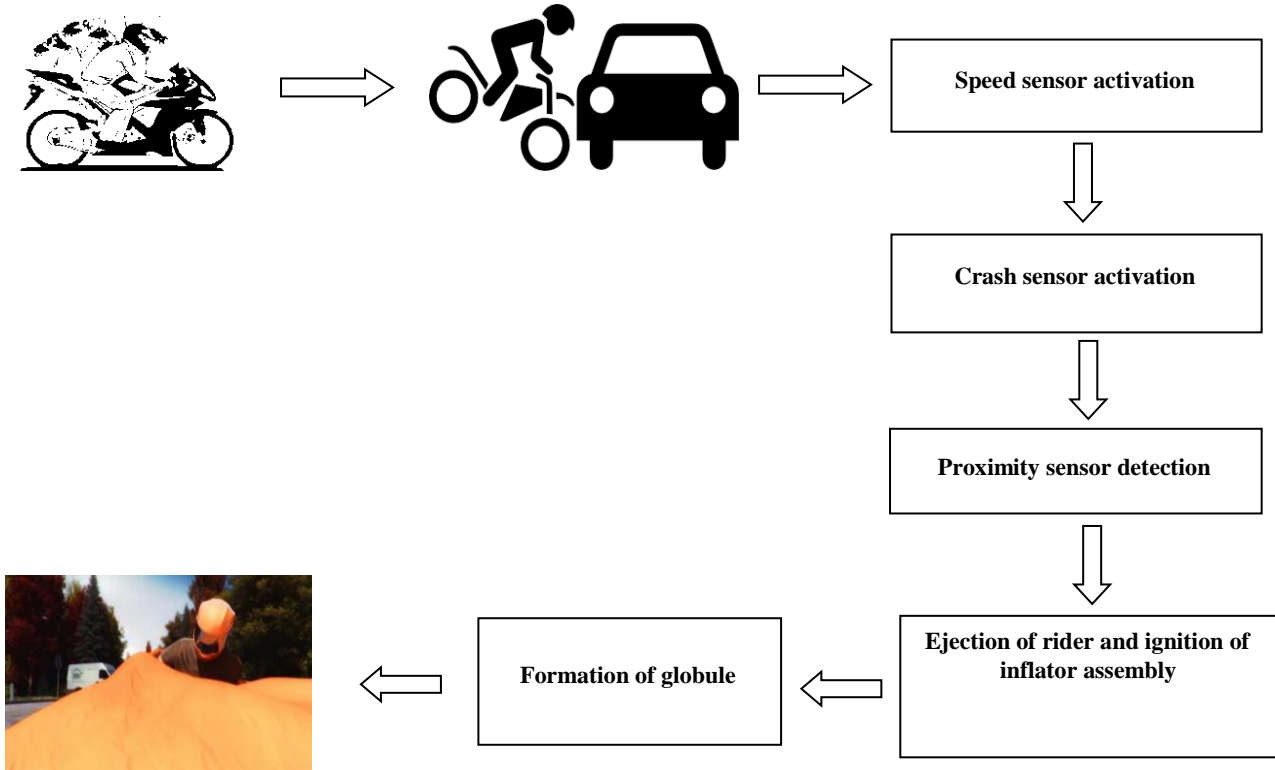 Speed sensor activation
Crash sensor activation
Proximity sensor detection
Ejection of rider and ignition of
inflator assembly
Formation of globule